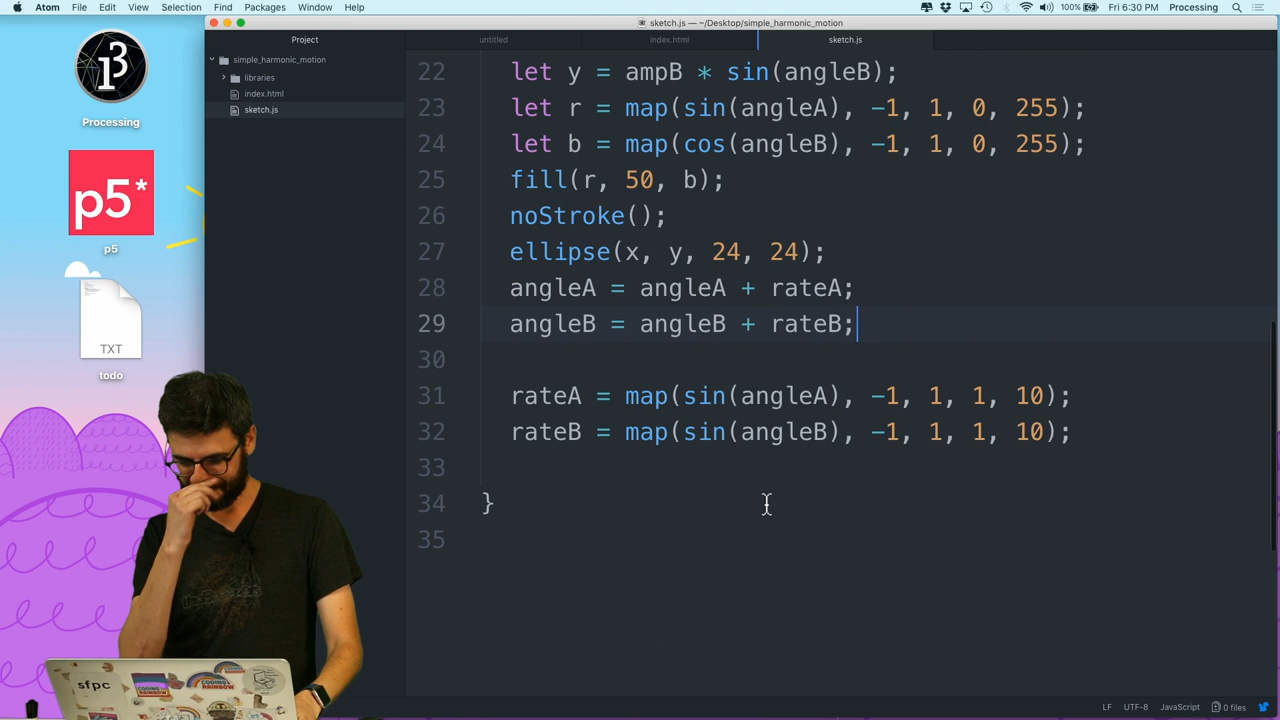 Atom File Edit View Selection Find Packages Window Help 100% Fri 6:30 PM Processing
sketch.js — ~/Desktop/simple_harmonic_motion
Project
untitled
index.html
sketch.js
simple_harmonic_motion
libraries
index.html
sketch.js
Processing
p5*
p5
TXT
todo
22 let y = ampB * sin(angleB);
23 let r = map(sin(angleA), -1, 1, 0, 255);
24 let b = map(cos(angleB), -1, 1, 0, 255);
25 fill(r, 50, b);
26 noStroke();
27 ellipse(x, y, 24, 24);
28 angleA = angleA + rateA;
29 angleB = angleB + rateB;
30
31 rateA = map(sin(angleA), -1, 1, 1, 10);
32 rateB = map(sin(angleB), -1, 1, 1, 10);
33
34 }
35
sfpc
CODING RAINBOW
LF UTF-8 JavaScript 0 files